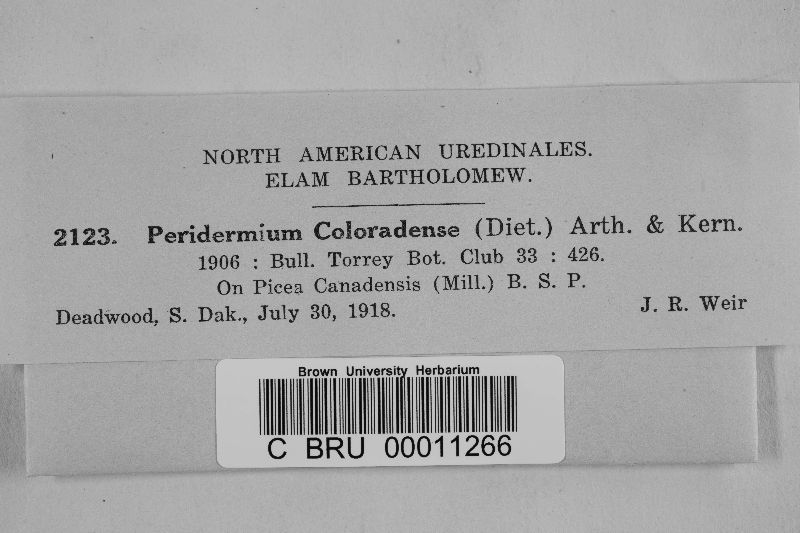 NORTH AMERICAN UREDINALES.
ELAM BARTHOLOMEW.
2123. Peridermium Coloradense (Diet.) Arth. & Kern.
1906 : Bull. Torrey Bot. Club 33 : 426.
On Picea Canadensis (Mill.) B. S. P.
Deadwood, S. Dak., July 30, 1918. J. R. Weir
Brown University Herbarium
C BRU 00011266